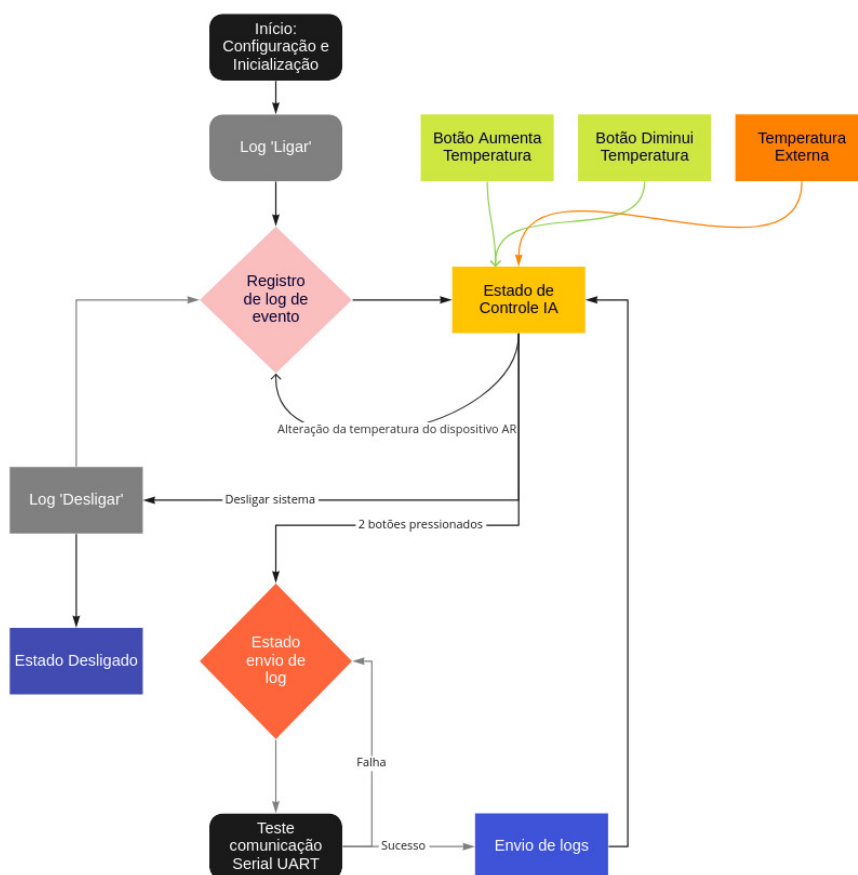 Início:
Configuração e
Inicialização
Log 'Ligar'
Botão Aumenta
Temperatura
Botão Diminui
Temperatura
Temperatura
Externa
Registro
de log de
evento
Estado de
Controle IA
Alteração da temperatura do dispositivo AR
Log 'Desligar'
Desligar sistema
2 botões pressionados
Estado Desligado
Estado
envio de
log
Falha
Teste
comunicação
Serial UART
Sucesso
Envio de logs